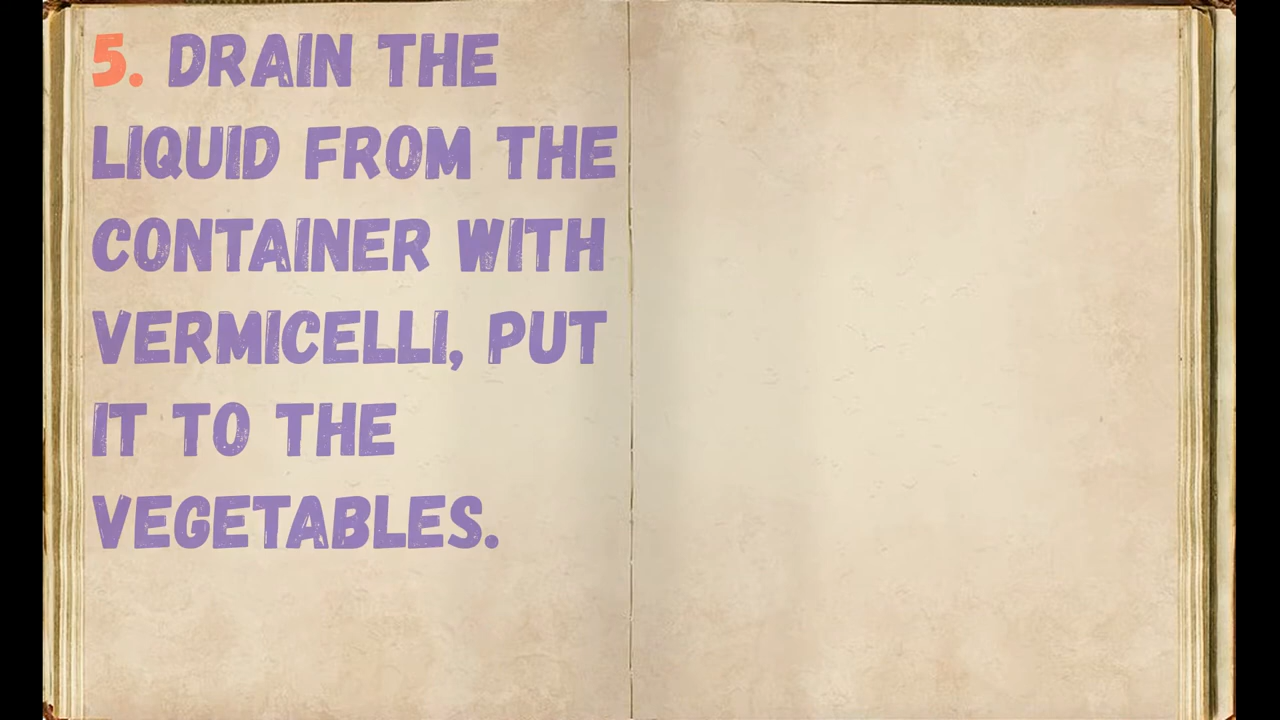 5. DRAIN THE
LIQUID FROM THE
CONTAINER WITH
VERMICELLI, PUT
IT TO THE
VEGETABLES.